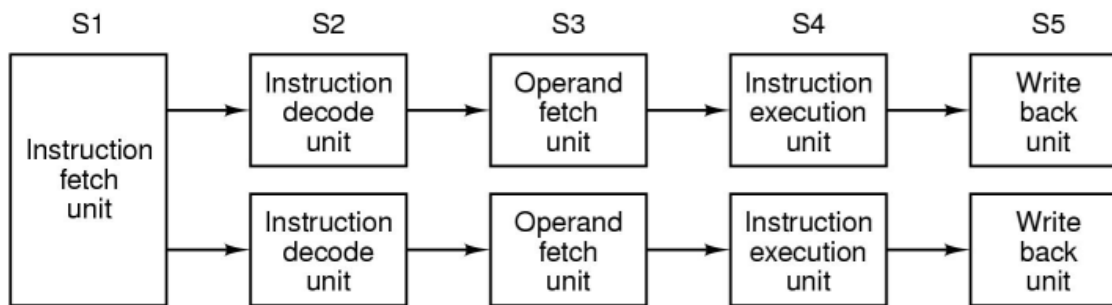 S1
S2
S3
S4
S5
Instruction
fetch
unit
Instruction
decode
unit
Operand
fetch
unit
Instruction
execution
unit
Write
back
unit
Instruction
decode
unit
Operand
fetch
unit
Instruction
execution
unit
Write
back
unit